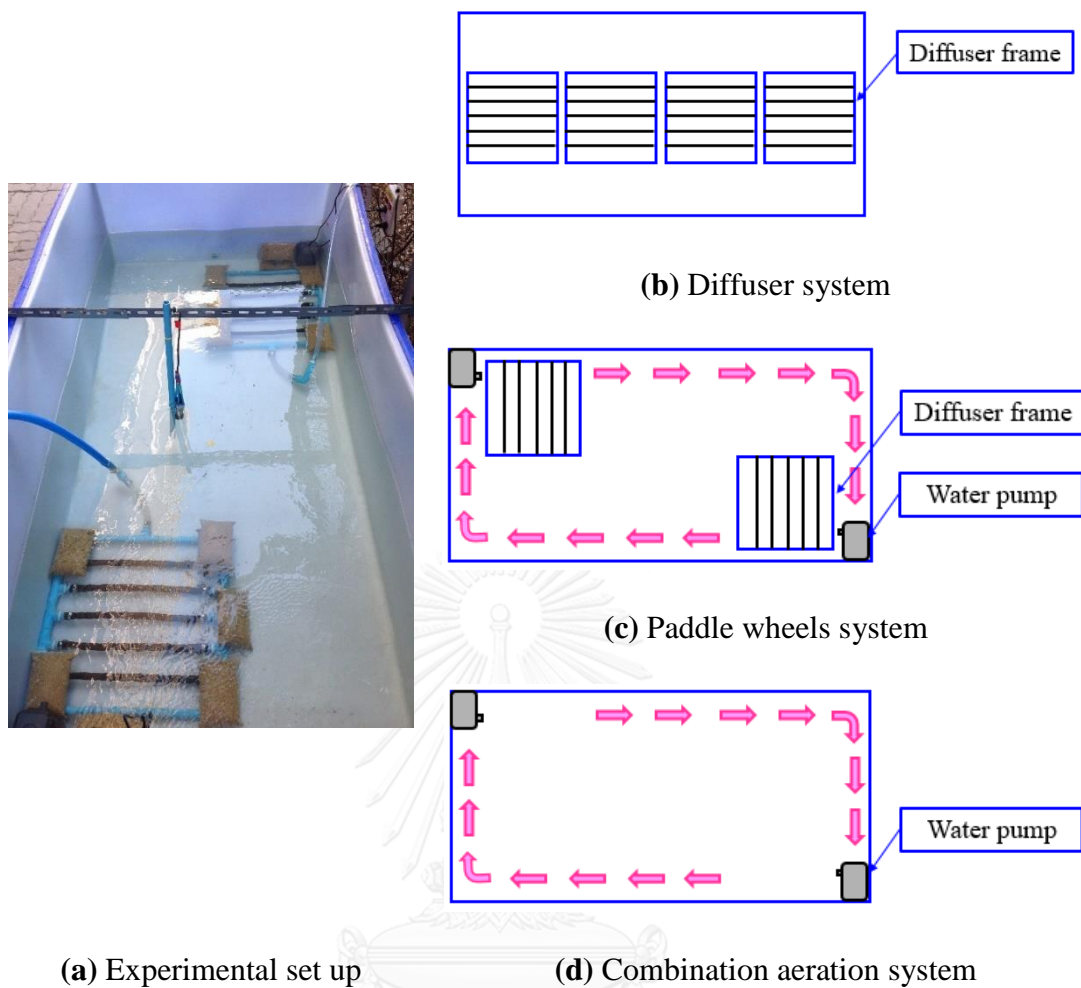 Diffuser frame
(b) Diffuser system
Diffuser frame
Water pump
(c) Paddle wheels system
Water pump
(a) Experimental set up
(d) Combination aeration system